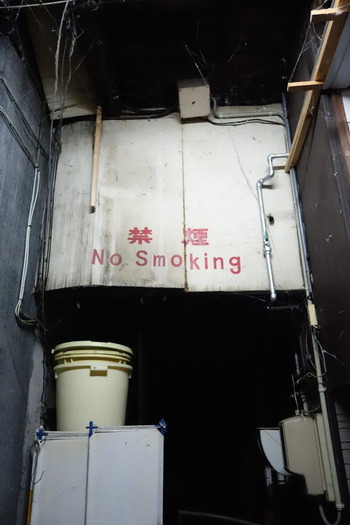 禁 煙
No Smoking